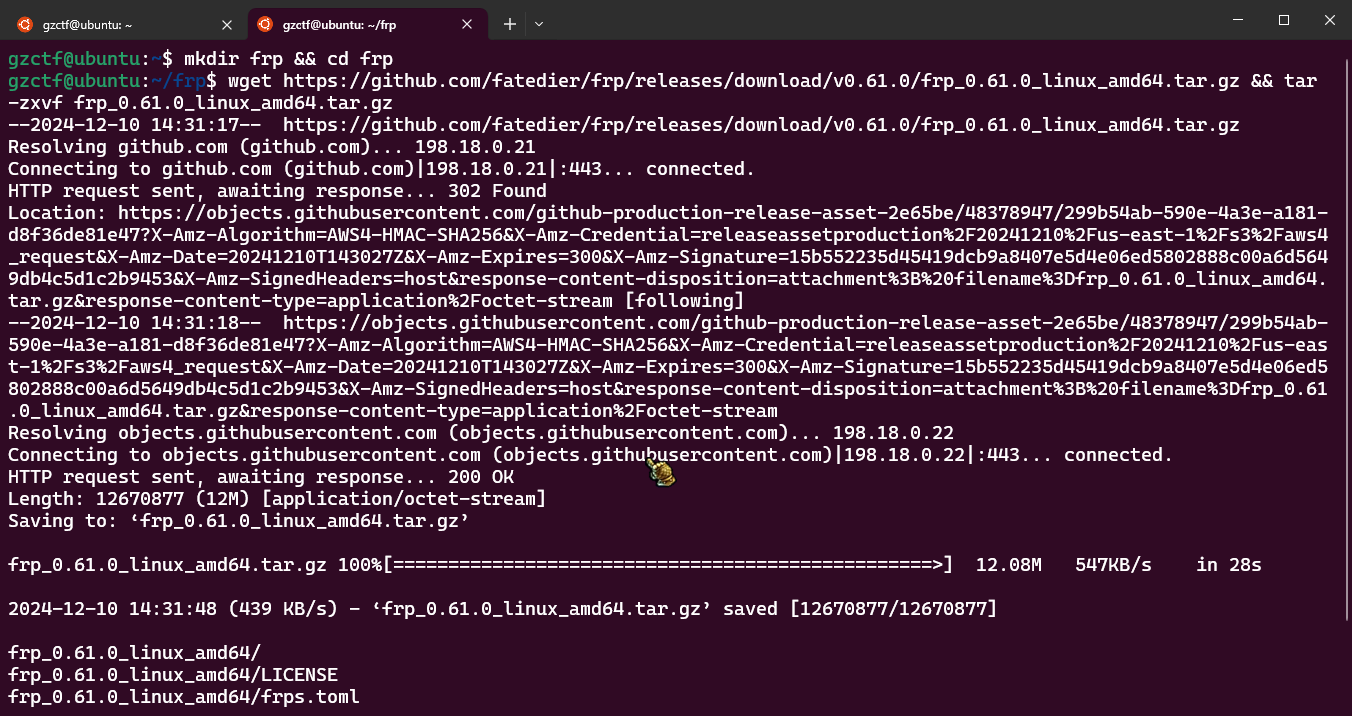 gzctf@ubuntu: ~
gzctf@ubuntu: ~/frp
gzctf@ubuntu:~$ mkdir frp && cd frp
gzctf@ubuntu:~/frp$ wget https://github.com/fatedier/frp/releases/download/v0.61.0/frp_0.61.0_linux_amd64.tar.gz && tar
-zxvf frp_0.61.0_linux_amd64.tar.gz
--2024-12-10 14:31:17--  https://github.com/fatedier/frp/releases/download/v0.61.0/frp_0.61.0_linux_amd64.tar.gz
Resolving github.com (github.com)... 198.18.0.21
Connecting to github.com (github.com)|198.18.0.21|:443... connected.
HTTP request sent, awaiting response... 302 Found
Location: https://objects.githubusercontent.com/github-production-release-asset-2e65be/48378947/299b54ab-590e-4a3e-a181-
d8f36de81e47?X-Amz-Algorithm=AWS4-HMAC-SHA256&X-Amz-Credential=releaseassetproduction%2F20241210%2Fus-east-1%2Fs3%2Faws4
_request&X-Amz-Date=20241210T143027Z&X-Amz-Expires=300&X-Amz-Signature=15b552235d45419dcb9a8407e5d4e06ed5802888c00a6d564
9db4c5d1c2b9453&X-Amz-SignedHeaders=host&response-content-disposition=attachment%3B%20filename%3Dfrp_0.61.0_linux_amd64.
tar.gz&response-content-type=application%2Foctet-stream [following]
--2024-12-10 14:31:18--  https://objects.githubusercontent.com/github-production-release-asset-2e65be/48378947/299b54ab-
590e-4a3e-a181-d8f36de81e47?X-Amz-Algorithm=AWS4-HMAC-SHA256&X-Amz-Credential=releaseassetproduction%2F20241210%2Fus-eas
t-1%2Fs3%2Faws4_request&X-Amz-Date=20241210T143027Z&X-Amz-Expires=300&X-Amz-Signature=15b552235d45419dcb9a8407e5d4e06ed5
802888c00a6d5649db4c5d1c2b9453&X-Amz-SignedHeaders=host&response-content-disposition=attachment%3B%20filename%3Dfrp_0.61
.0_linux_amd64.tar.gz&response-content-type=application%2Foctet-stream
Resolving objects.githubusercontent.com (objects.githubusercontent.com)... 198.18.0.22
Connecting to objects.githubusercontent.com (objects.githubusercontent.com)|198.18.0.22|:443... connected.
HTTP request sent, awaiting response... 200 OK
Length: 12670877 (12M) [application/octet-stream]
Saving to: ‘frp_0.61.0_linux_amd64.tar.gz’
frp_0.61.0_linux_amd64.tar.gz 100%[=================================================>]  12.08M   547KB/s    in 28s
2024-12-10 14:31:48 (439 KB/s) - ‘frp_0.61.0_linux_amd64.tar.gz’ saved [12670877/12670877]
frp_0.61.0_linux_amd64/
frp_0.61.0_linux_amd64/LICENSE
frp_0.61.0_linux_amd64/frps.toml